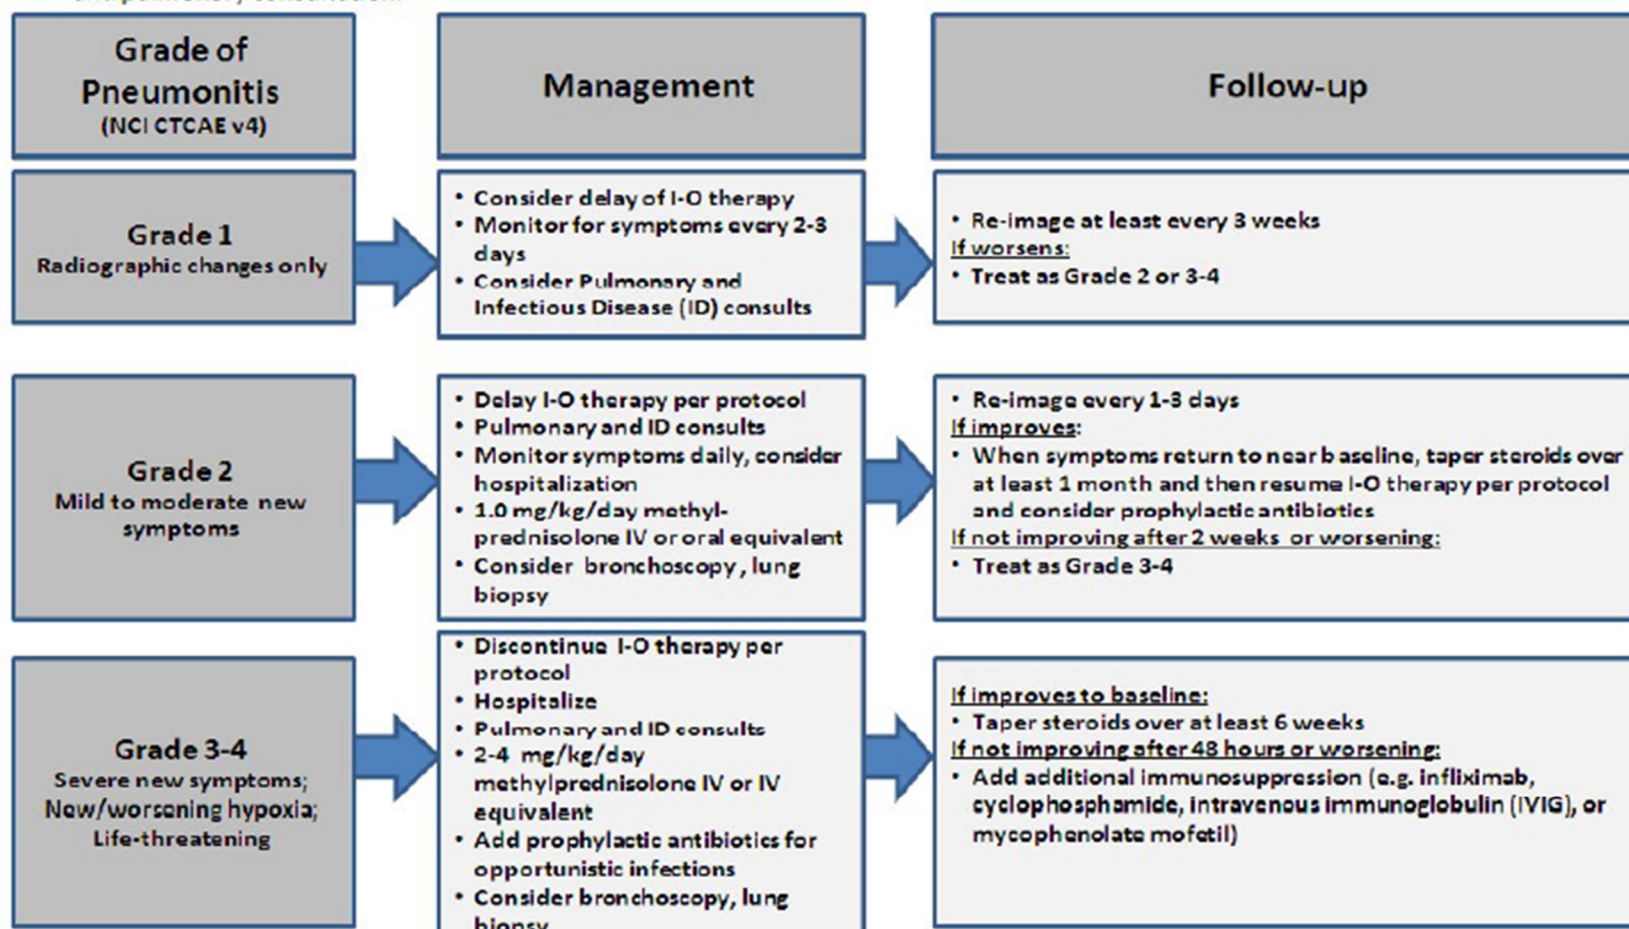 and pulmonary consultation.
Grade of
Pneumonitis
(NCI CTCAE v4)
Management
Follow-up
Grade 1
Radiographic changes only
• Consider delay of I-O therapy
• Monitor for symptoms every 2-3
days
• Consider Pulmonary and
Infectious Disease (ID) consults
• Re-image at least every 3 weeks
If worsens:
• Treat as Grade 2 or 3-4
Grade 2
Mild to moderate new
symptoms
• Delay I-O therapy per protocol
• Pulmonary and ID consults
• Monitor symptoms daily, consider
hospitalization
• 1.0 mg/kg/day methyl-
prednisolone IV or oral equivalent
• Consider bronchoscopy, lung
biopsy
• Re-image every 1-3 days
If improves:
• When symptoms return to near baseline, taper steroids over
at least 1 month and then resume I-O therapy per protocol
and consider prophylactic antibiotics
If not improving after 2 weeks or worsening:
• Treat as Grade 3-4
Grade 3-4
Severe new symptoms;
New/worsening hypoxia;
Life-threatening
• Discontinue I-O therapy per
protocol
• Hospitalize
• Pulmonary and ID consults
• 2-4 mg/kg/day
methylprednisolone IV or IV
equivalent
• Add prophylactic antibiotics for
opportunistic infections
• Consider bronchoscopy, lung
biopsy
If improves to baseline:
• Taper steroids over at least 6 weeks
If not improving after 48 hours or worsening:
• Add additional immunosuppression (e.g. infliximab,
cyclophosphamide, intravenous immunoglobulin (IVIG), or
mycophenolate mofetil)